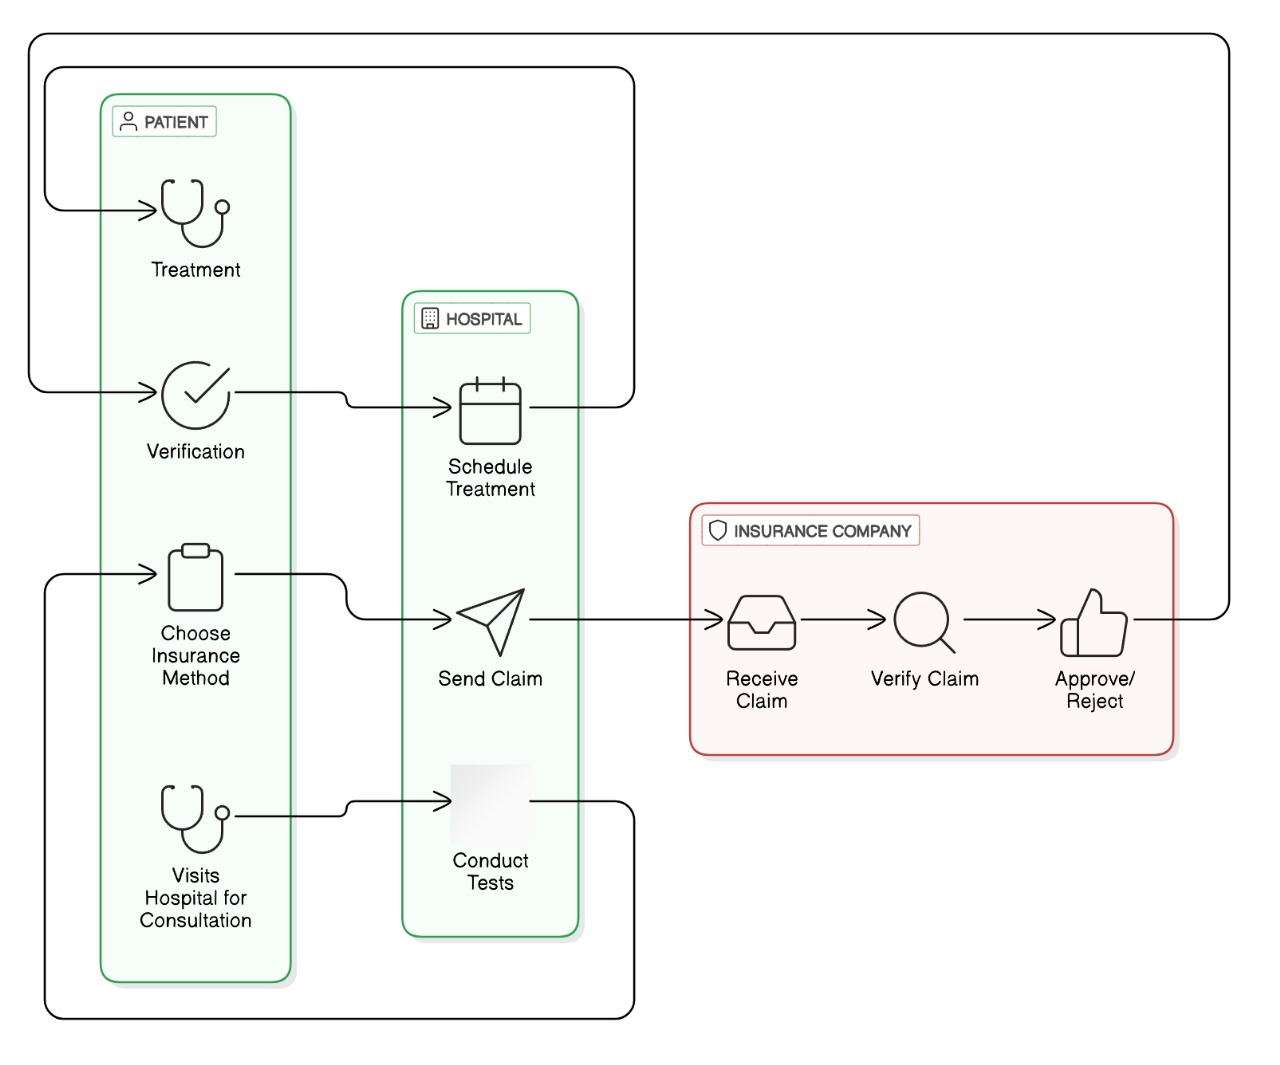 PATIENT
Treatment
Verification
Choose
Insurance
Method
Visits
Hospital for
Consultation
HOSPITAL
Schedule
Treatment
Send Claim
Conduct
Tests
INSURANCE COMPANY
Receive
Claim
Verify Claim
Approve/
Reject